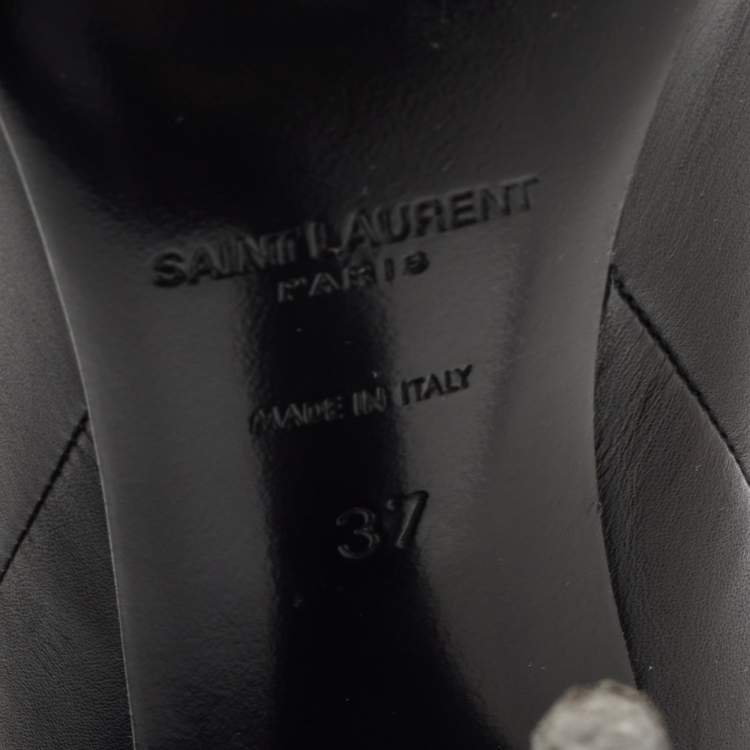 SAINT LAURENT
PARIS
MADE IN ITALY
37